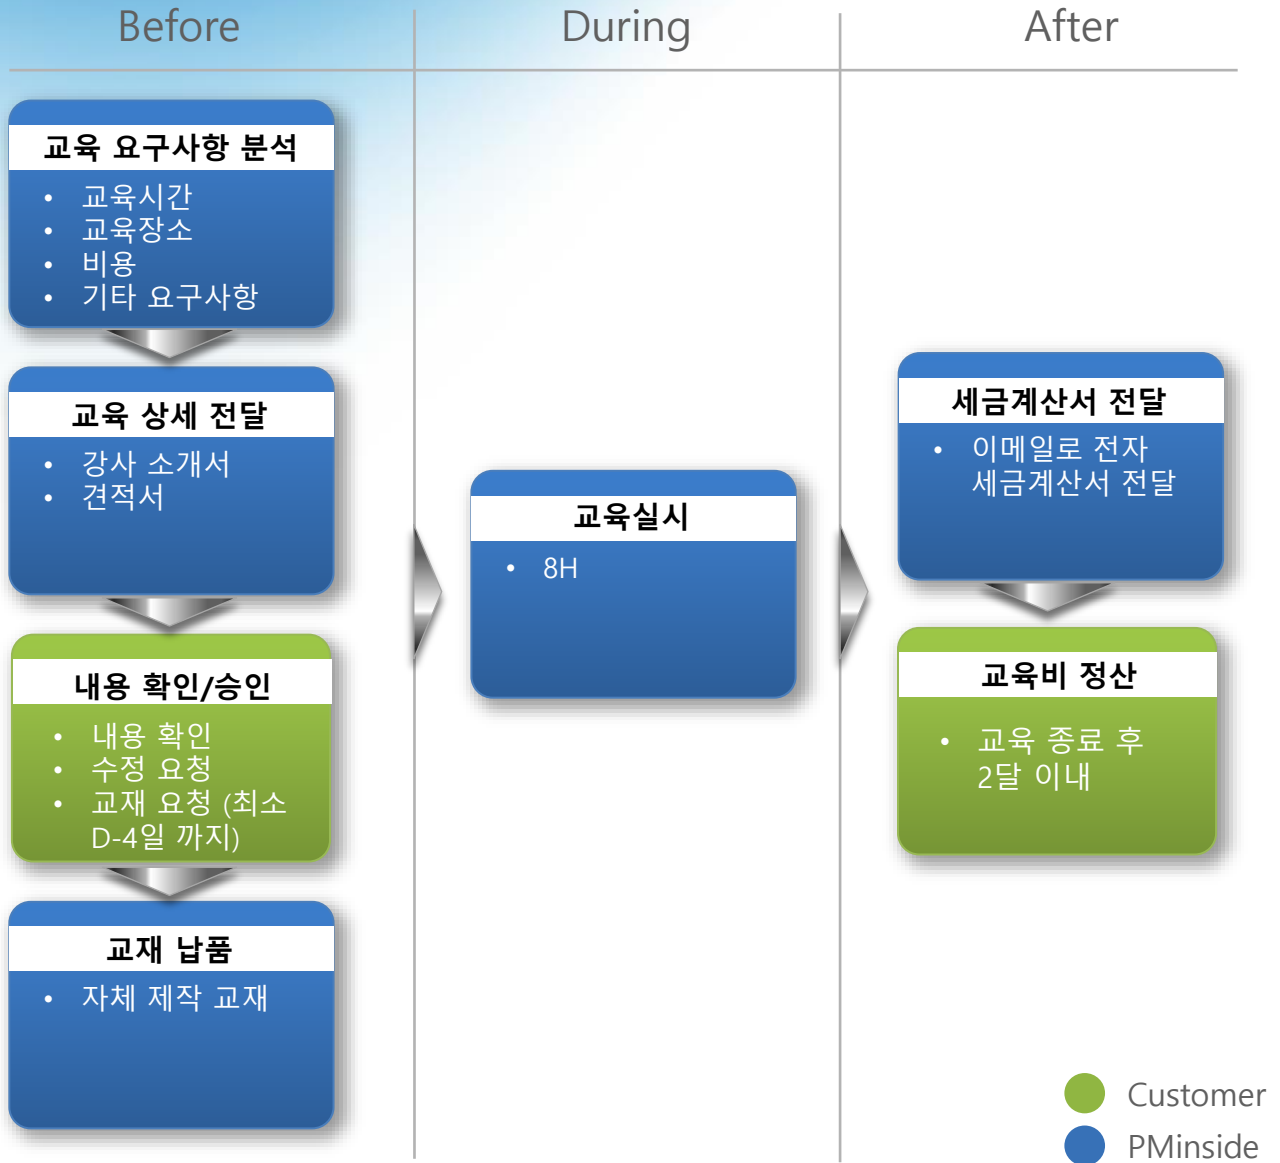 Before
During
After
교육 요구사항 분석
• 교육시간
• 교육장소
• 비용
• 기타 요구사항
교육 상세 전달
• 강사 소개서
• 견적서
내용 확인/승인
• 내용 확인
• 수정 요청
• 교재 요청 (최소
D-4일 까지)
교재 납품
• 자체 제작 교재
교육실시
• 8H
세금계산서 전달
• 이메일로 전자
세금계산서 전달
교육비 정산
• 교육 종료 후
2달 이내
Customer
PMinside